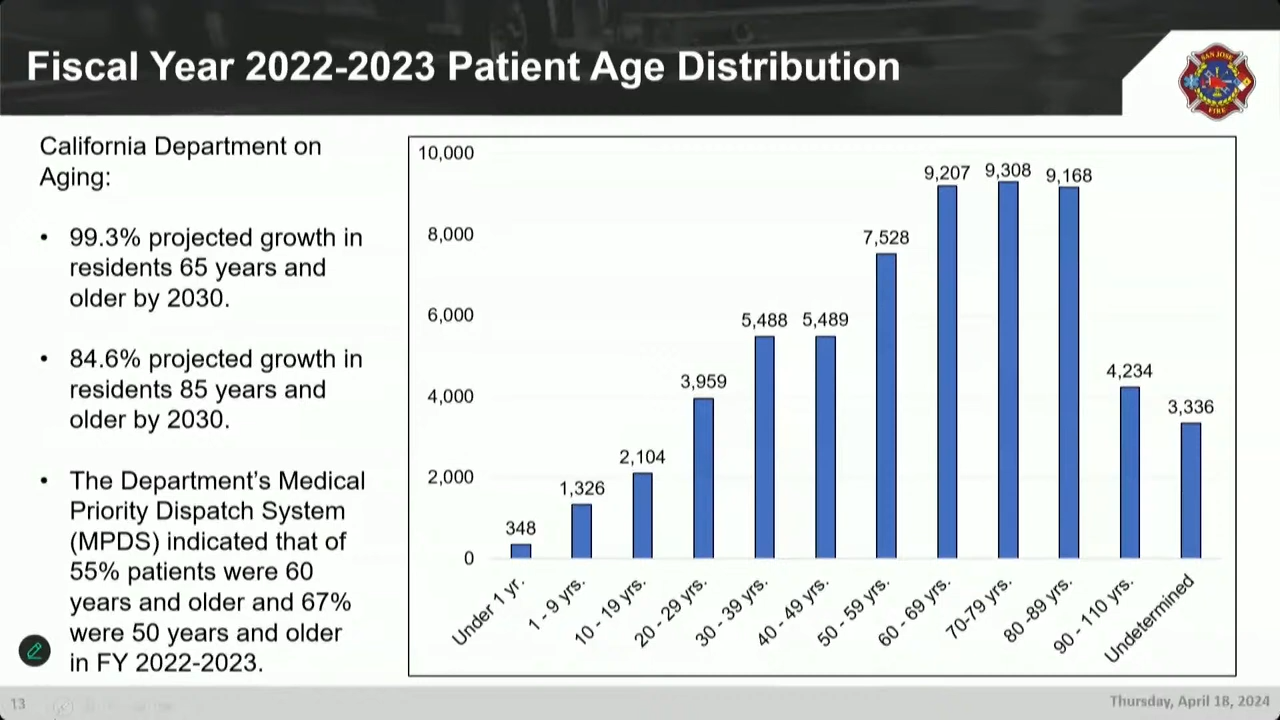 Fiscal Year 2022-2023 Patient Age Distribution
SAN JOSE
FIRE
California Department on
Aging:
• 99.3% projected growth in
residents 65 years and
older by 2030.
• 84.6% projected growth in
residents 85 years and
older by 2030.
• The Department’s Medical
Priority Dispatch System
(MPDS) indicated that of
55% patients were 60
years and older and 67%
were 50 years and older
in FY 2022-2023.
10,000
8,000
6,000
4,000
2,000
0
348
1,326
2,104
3,959
5,488
5,489
7,528
9,207
9,308
9,168
4,234
3,336
Under 1 yr.
1 - 9 yrs.
10 - 19 yrs.
20 - 29 yrs.
30 - 39 yrs.
40 - 49 yrs.
50 - 59 yrs.
60 - 69 yrs.
70-79 yrs.
80 -89 yrs.
90 - 110 yrs.
Undetermined
13
Thursday, April 18, 2024